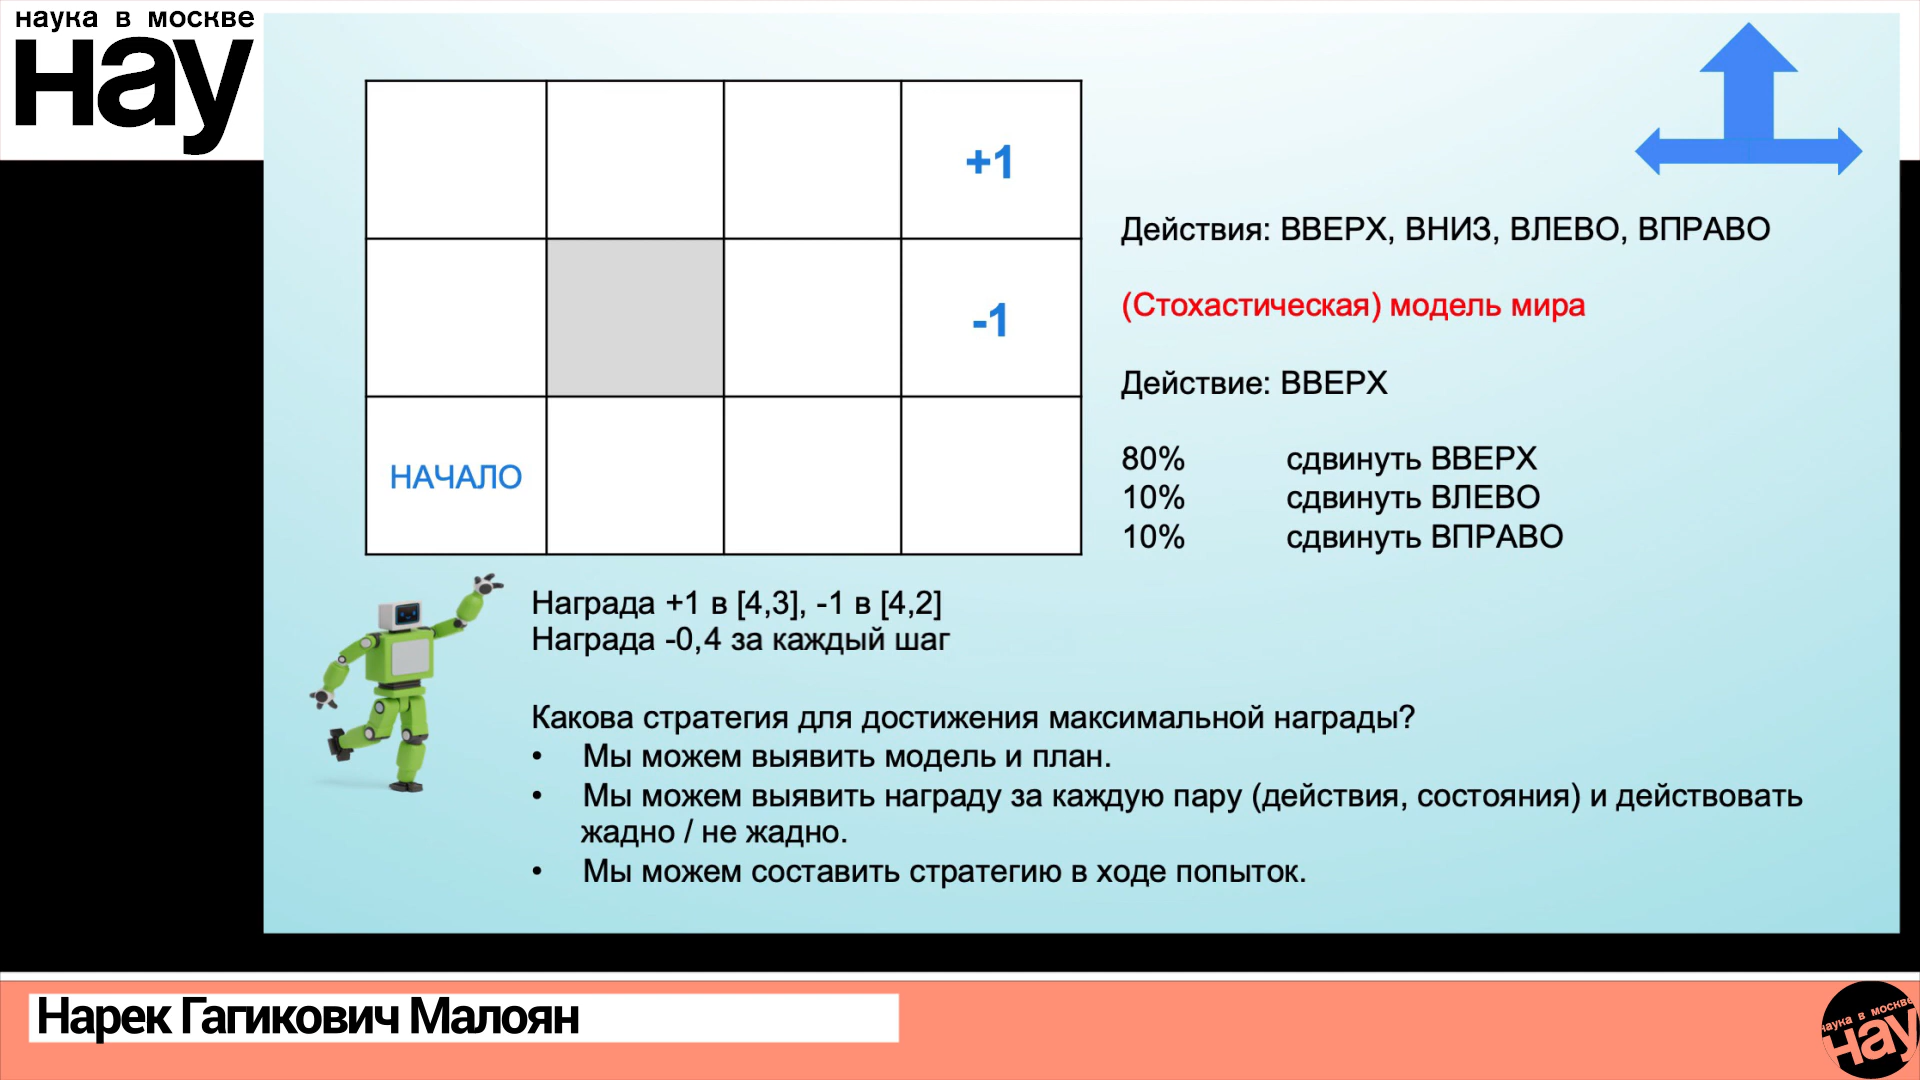 наука в москве
нау
+1
-1
НАЧАЛО
Действия: ВВЕРХ, ВНИЗ, ВЛЕВО, ВПРАВО
(Стохастическая) модель мира
Действие: ВВЕРХ
80% сдвинуть ВВЕРХ
10% сдвинуть ВЛЕВО
10% сдвинуть ВПРАВО
Награда +1 в [4,3], -1 в [4,2]
Награда -0,4 за каждый шаг
Какова стратегия для достижения максимальной награды?
• Мы можем выявить модель и план.
• Мы можем выявить награду за каждую пару (действия, состояния) и действовать
жадно / не жадно.
• Мы можем составить стратегию в ходе попыток.
Нарек Гагикович Малоян
наука в москве
нау